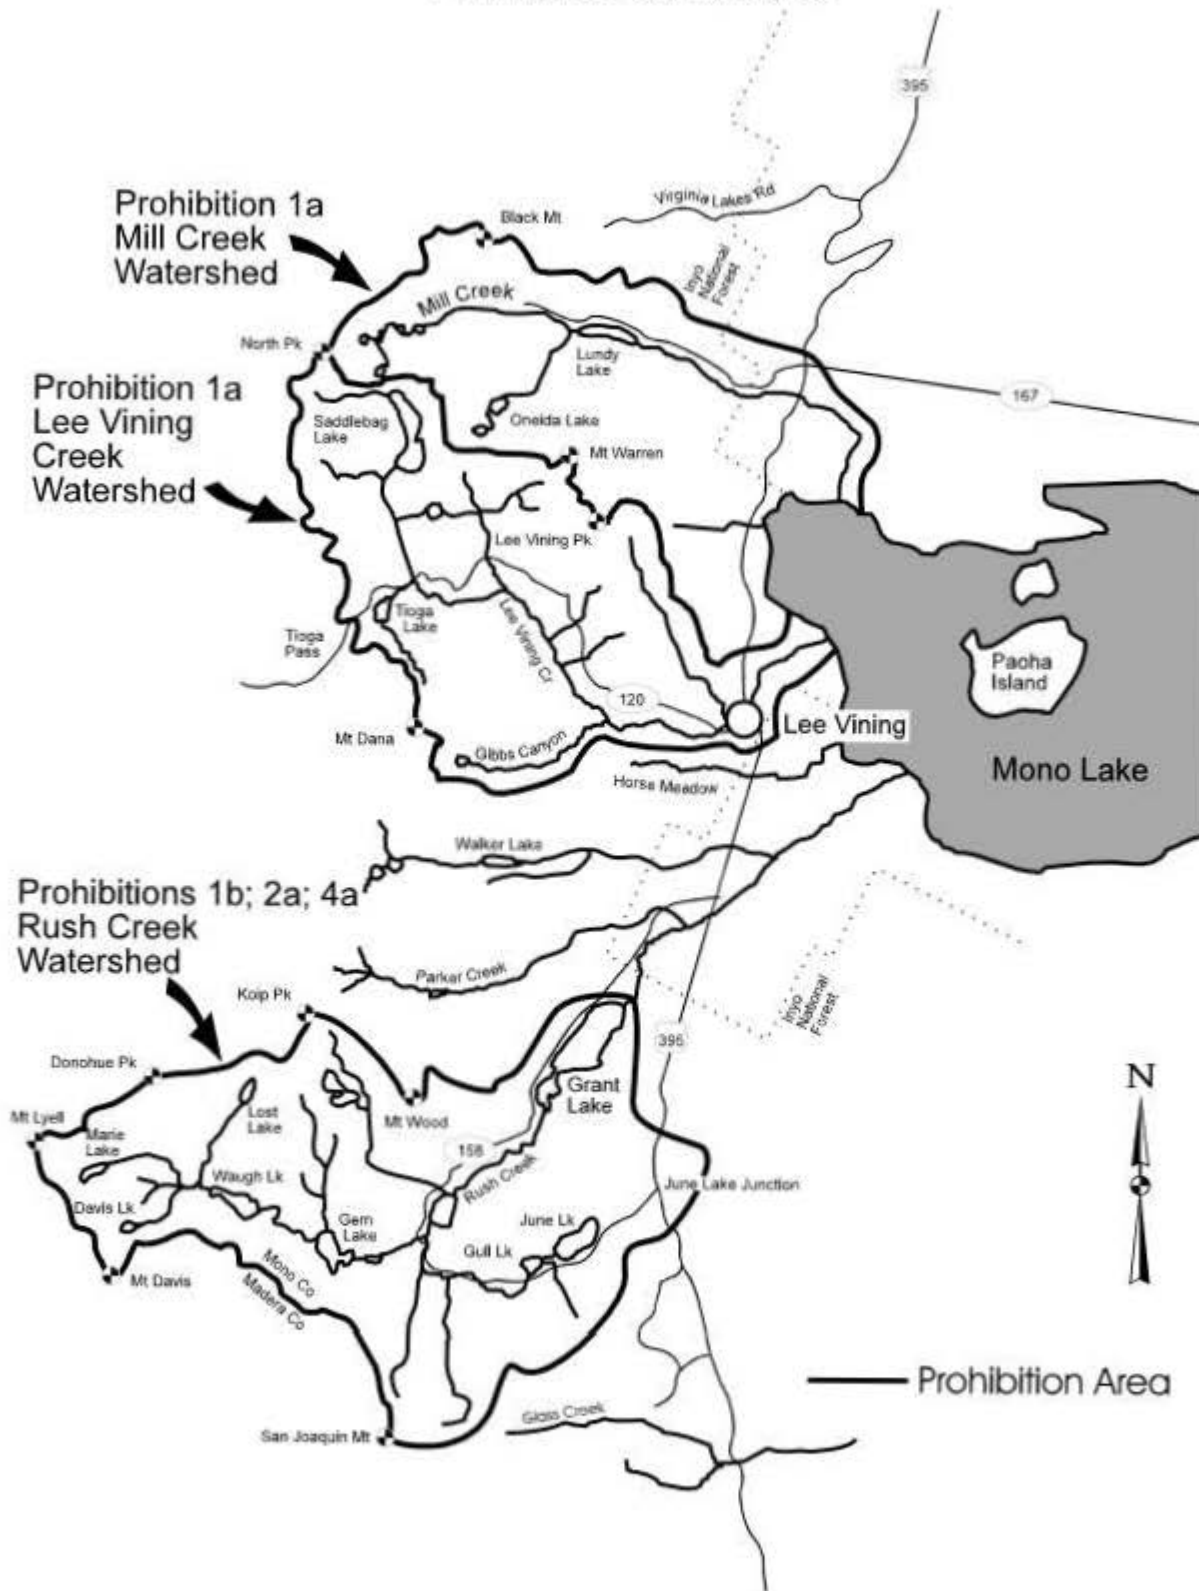 395
Virginia Lakes Rd
Prohibition 1a
Mill Creek
Watershed
Black Mt
Inyo
National
Forest
Mill Creek
North Pk
Lundy
Lake
Prohibition 1a
Lee Vining
Creek
Watershed
167
Saddlebag
Lake
Oneida Lake
Mt Warren
Lee Vining Pk
Tioga
Lake
Lee Vining Cr
Tioga
Pass
Paoha
Island
120
Lee Vining
Mt Dana
Gibbs Canyon
Mono Lake
Horse Meadow
Walker Lake
Prohibitions 1b; 2a; 4a
Rush Creek
Watershed
Parker Creek
Koip Pk
Inyo
National
Forest
395
Donohue Pk
Grant
Lake
N
Mt Lyell
Lost
Lake
Mt Wood
Marie
Lake
158
Rush Creek
Waugh Lk
June Lake Junction
Davis Lk
Gem
Lake
June Lk
Gull Lk
Mt Davis
Mono Co
Madera Co
Prohibition Area
Glass Creek
San Joaquin Mt